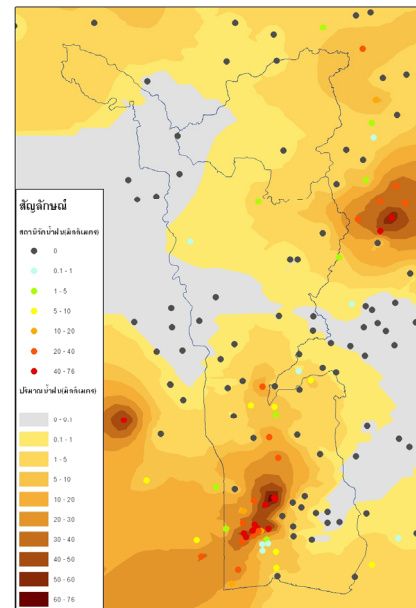 สัญลักษณ์
สถานีวัดน้ำฝน(มิลลิเมตร)
0
0.1 - 1
1 - 5
5 - 10
10 - 20
20 - 40
40 - 76
ปริมาณน้ำฝน(มิลลิเมตร)
0 - 0.1
0.1 - 1
1 - 5
5 - 10
10 - 20
20 - 30
30 - 40
40 - 50
50 - 60
60 - 76